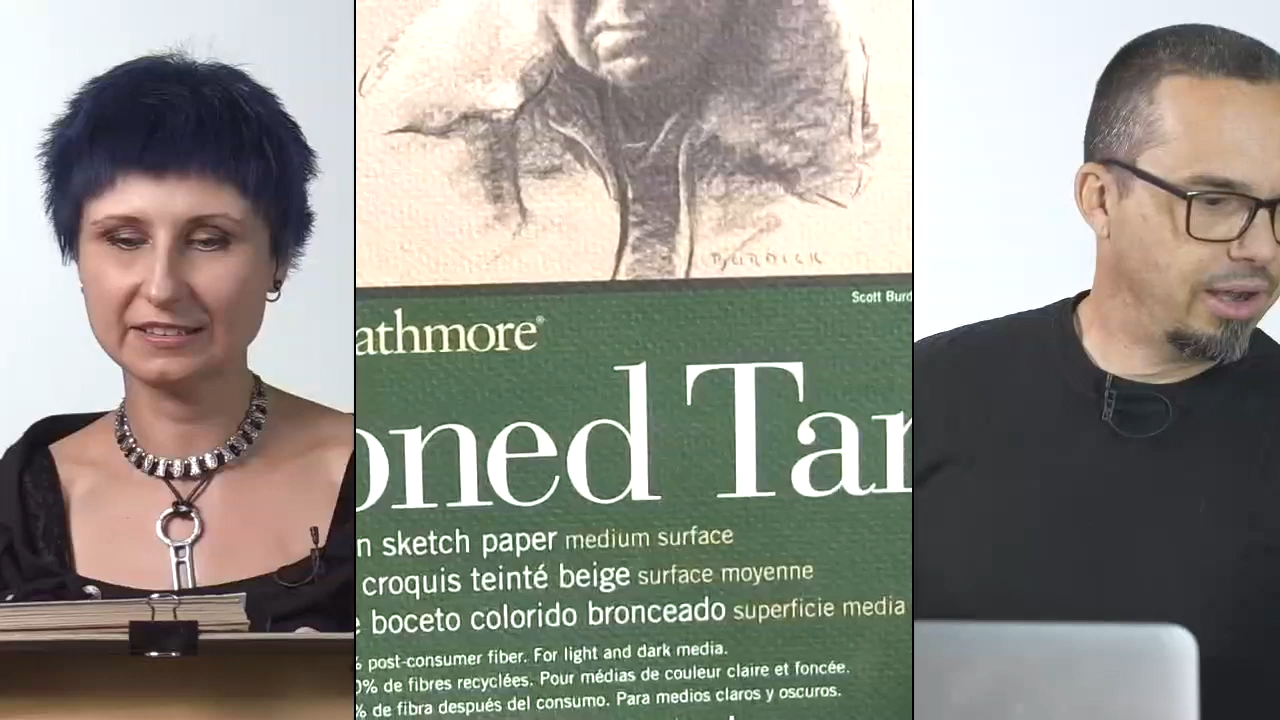 BURDICK
Scott Burd
athmore®
oned Tan
n sketch paper medium surface
croquis teinté beige surface moyenne
e boceto colorido bronceado superficie media
% post-consumer fiber. For light and dark media.
0% de fibres recyclées. Pour médias de couleur claire et foncée.
% de fibra después del consumo. Para medios claros y oscuros.